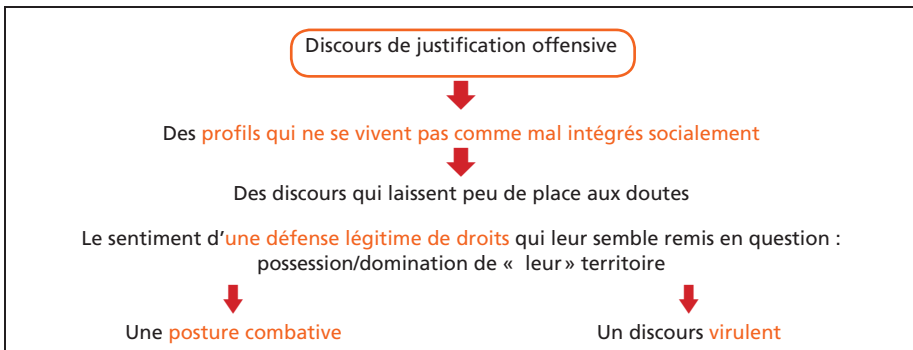 Discours de justification offensive
Des profils qui ne se vivent pas comme mal intégrés socialement
Des discours qui laissent peu de place aux doutes
Le sentiment d’une défense légitime de droits qui leur semble remis en question :
possession/domination de « leur » territoire
Une posture combative
Un discours virulent